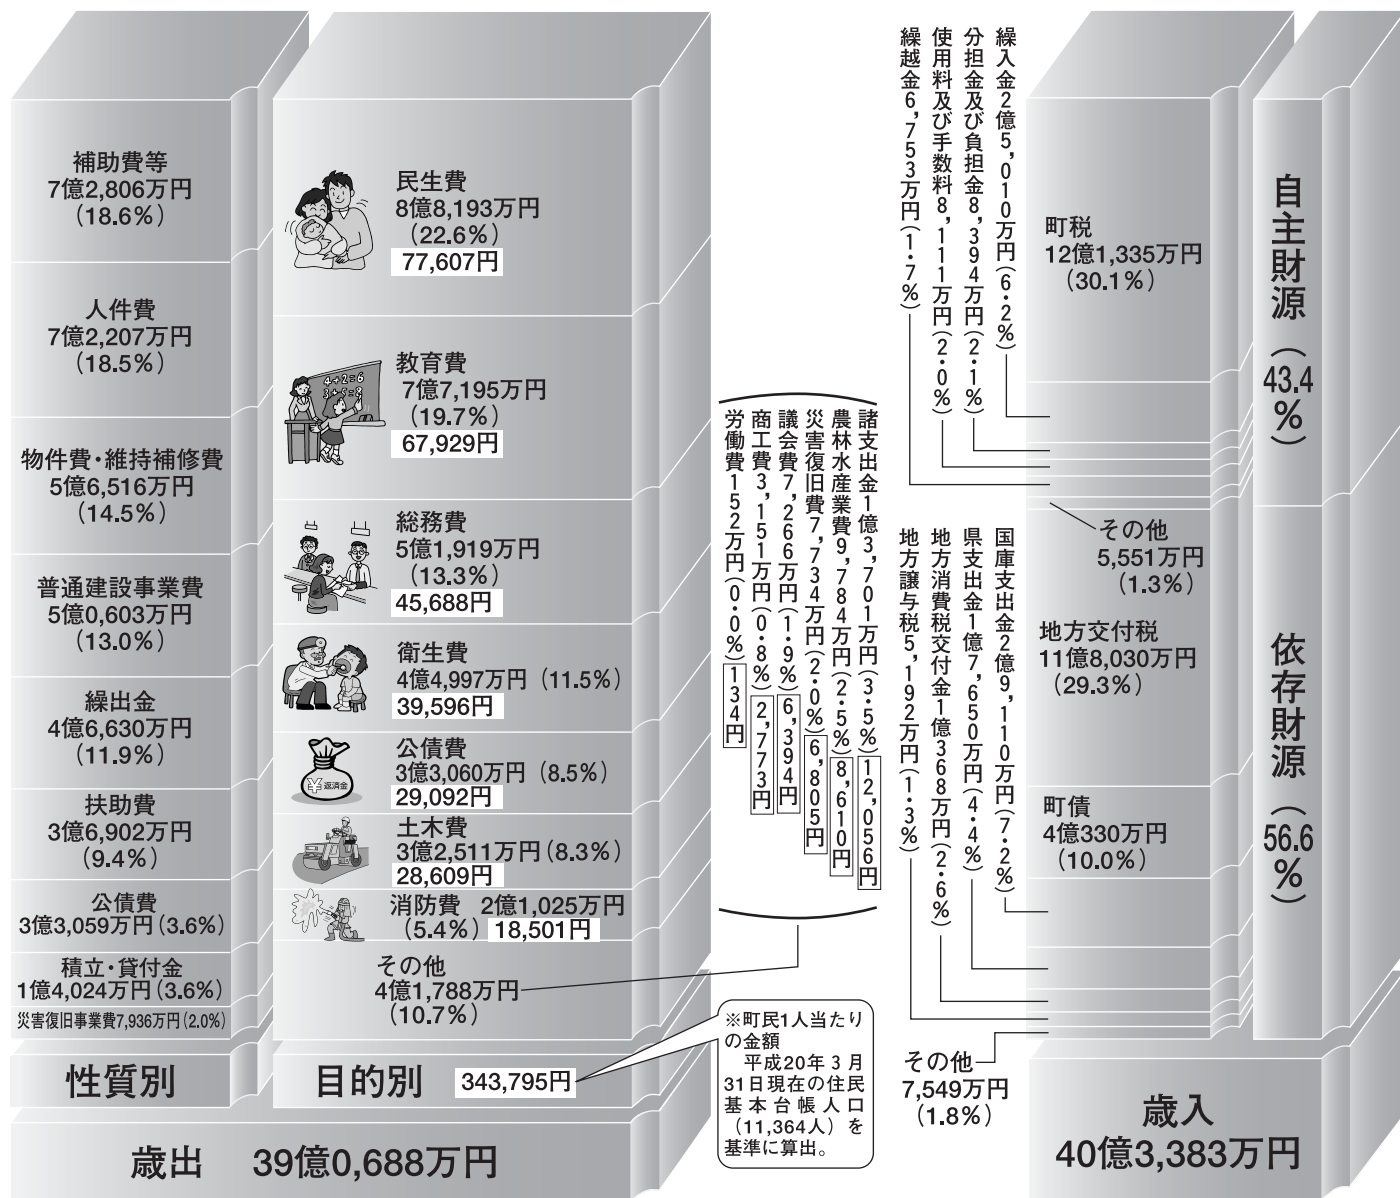 補助費等
7億2,806万円
(18.6%)
人件費
7億2,207万円
(18.5%)
物件費・維持補修費
5億6,516万円
(14.5%)
普通建設事業費
5億0,603万円
(13.0%)
繰出金
4億6,630万円
(11.9%)
扶助費
3億6,902万円
(9.4%)
公債費
3億3,059万円(3.6%)
積立・貸付金
1億4,024万円(3.6%)
災害復旧事業費7,936万円(2.0%)
性質別
民生費
8億8,193万円
(22.6%)
77,607円
4+2=6
3+5=8
教育費
7億7,195万円
(19.7%)
67,929円
総務費
5億1,919万円
(13.3%)
45,688円
衛生費
4億4,997万円 (11.5%)
39,596円
¥返済金
公債費
3億3,060万円 (8.5%)
29,092円
土木費
3億2,511万円(8.3%)
28,609円
消防費 2億1,025万円
(5.4%) 18,501円
その他
4億1,788万円
(10.7%)
目的別 343,795円
歳出 39億0,688万円
諸支出金1億3,701万円(3.5%)12,056円
農林水産業費9,784万円(2.5%)8,610円
災害復旧費7,734万円(2.0%)6,805円
議会費7,266万円(1.9%)6,394円
商工費3,151万円(0.8%)2,773円
労働費152万円(0.0%)134円
※町民1人当たり
の金額
平成20年3月
31日現在の住民
基本台帳人口
(11,364人)を
基準に算出。
繰入金2億5,010万円(6.2%)
分担金及び負担金8,394万円(2.1%)
使用料及び手数料8,111万円(2.0%)
繰越金6,753万円(1.7%)
町税
12億1,335万円
(30.1%)
その他
5,551万円
(1.3%)
自主財源(43.4%)
国庫支出金2億9,110万円(7.2%)
県支出金1億7,650万円(4.4%)
地方消費税交付金1億368万円(2.6%)
地方譲与税5,192万円(1.3%)
地方交付税
11億8,030万円
(29.3%)
町債
4億330万円
(10.0%)
その他
7,549万円
(1.8%)
依存財源(56.6%)
歳入
40億3,383万円